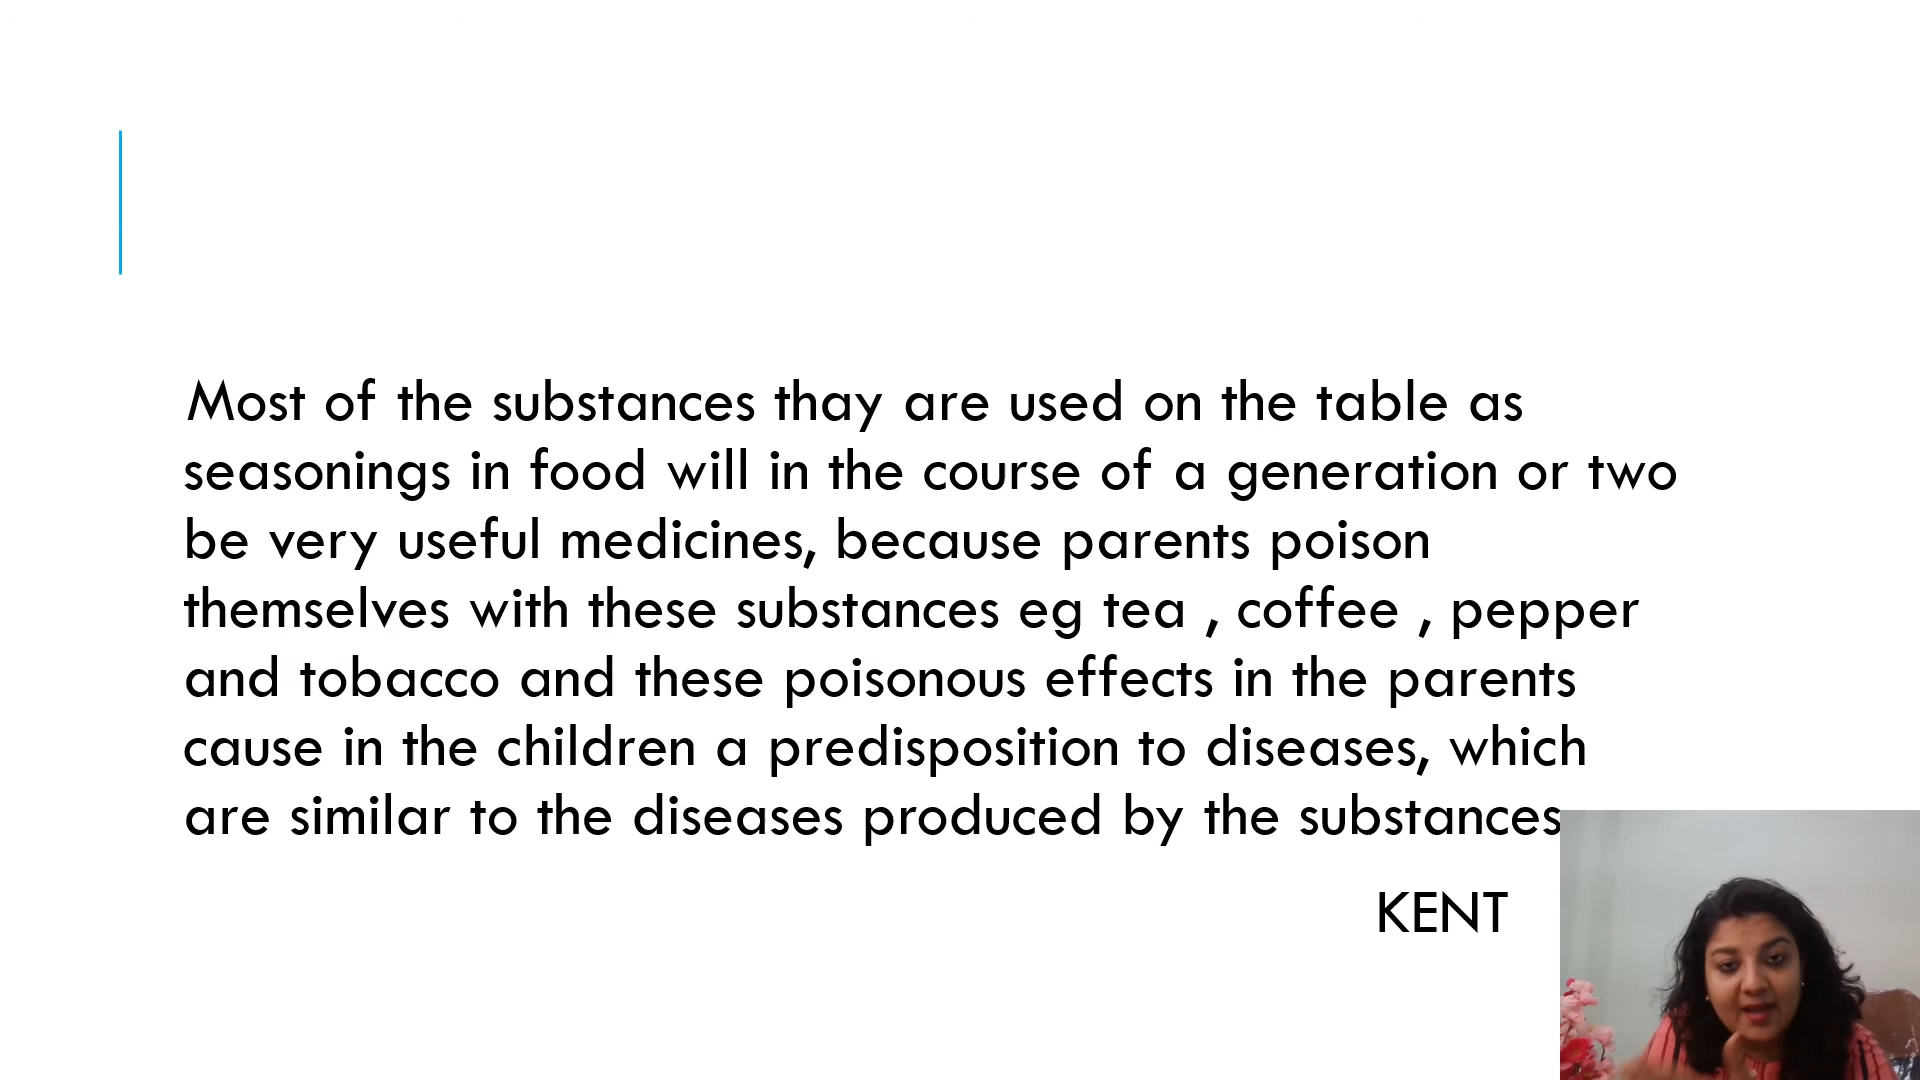 Most of the substances thay are used on the table as
seasonings in food will in the course of a generation or two
be very useful medicines, because parents poison
themselves with these substances eg tea , coffee , pepper
and tobacco and these poisonous effects in the parents
cause in the children a predisposition to diseases, which
are similar to the diseases produced by the substances
KENT